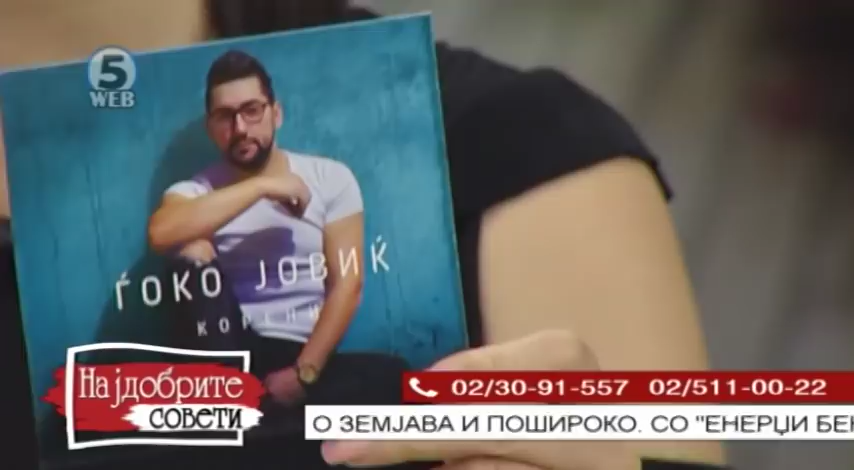 5
WEB
ЃОКО ЈОВИЌ
КОРЕНИ
Најдобрите
СОВЕТИ
02/30-91-557 02/511-00-22
О ЗЕМЈАВА И ПОШИРОКО. СО "ЕНЕРЏИ БЕ